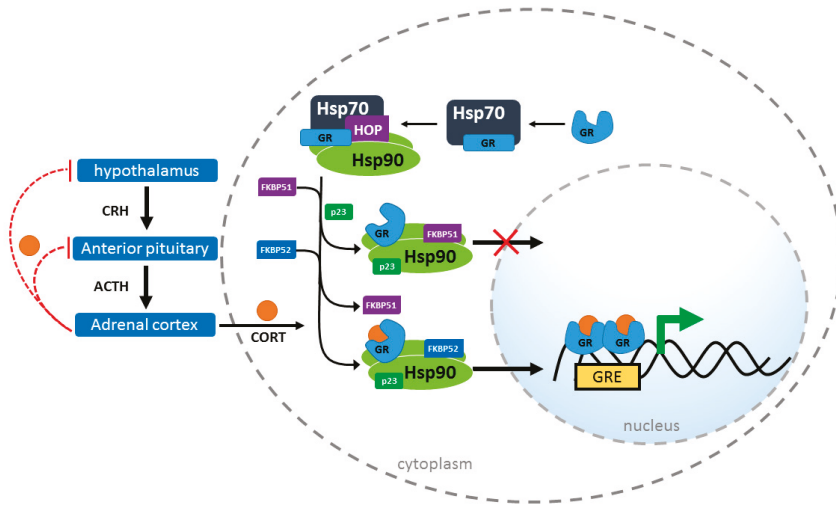 hypothalamus
CRH
Anterior pituitary
ACTH
Adrenal cortex
CORT
Hsp70
HOP
GR
Hsp90
Hsp70
GR
GR
FKBP51
p23
FKBP52
GR
FKBP51
p23
Hsp90
FKBP51
GR
FKBP52
p23
Hsp90
GR
GR
GRE
nucleus
cytoplasm